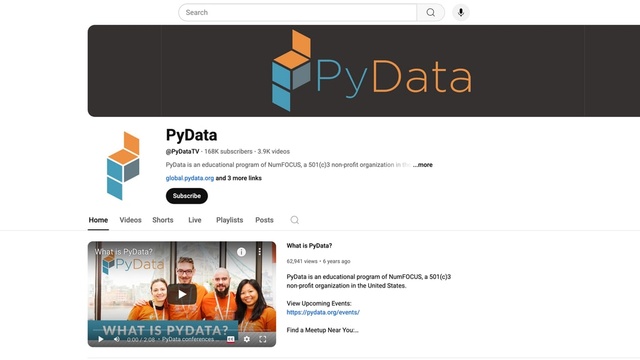 Search
PyData
PyData
@PyDataTV · 168K subscribers · 3.9K videos
PyData is an educational program of NumFOCUS, a 501(c)3 non-profit organization in the ...more
global.pydata.org and 3 more links
Subscribe
Home Videos Shorts Live Playlists Posts
What is PyData?
PyData
WHAT IS PYDATA?
0:00 / 2:08 · PyData conferences
What is PyData?
62,941 views · 6 years ago
PyData is an educational program of NumFOCUS, a 501(c)3
non-profit organization in the United States.
View Upcoming Events:
https://pydata.org/events/
Find a Meetup Near You:...